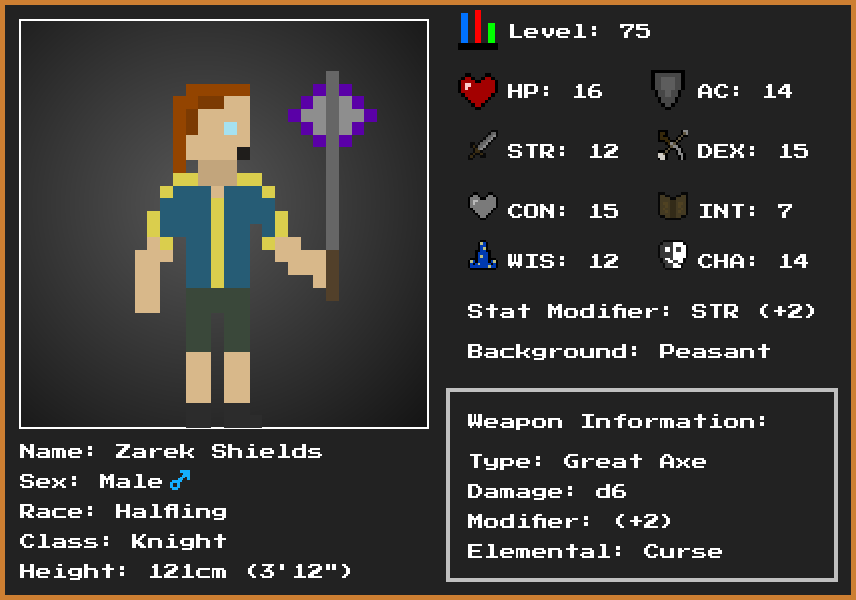 Level: 75
HP: 16
AC: 14
STR: 12
DEX: 15
CON: 15
INT: 7
WIS: 12
CHA: 14
Stat Modifier: STR (+2)
Background: Peasant
Weapon Information:
Type: Great Axe
Damage: d6
Modifier: (+2)
Elemental: Curse
Name: Zarek Shields
Sex: Male♂
Race: Halfling
Class: Knight
Height: 121cm (3'12")